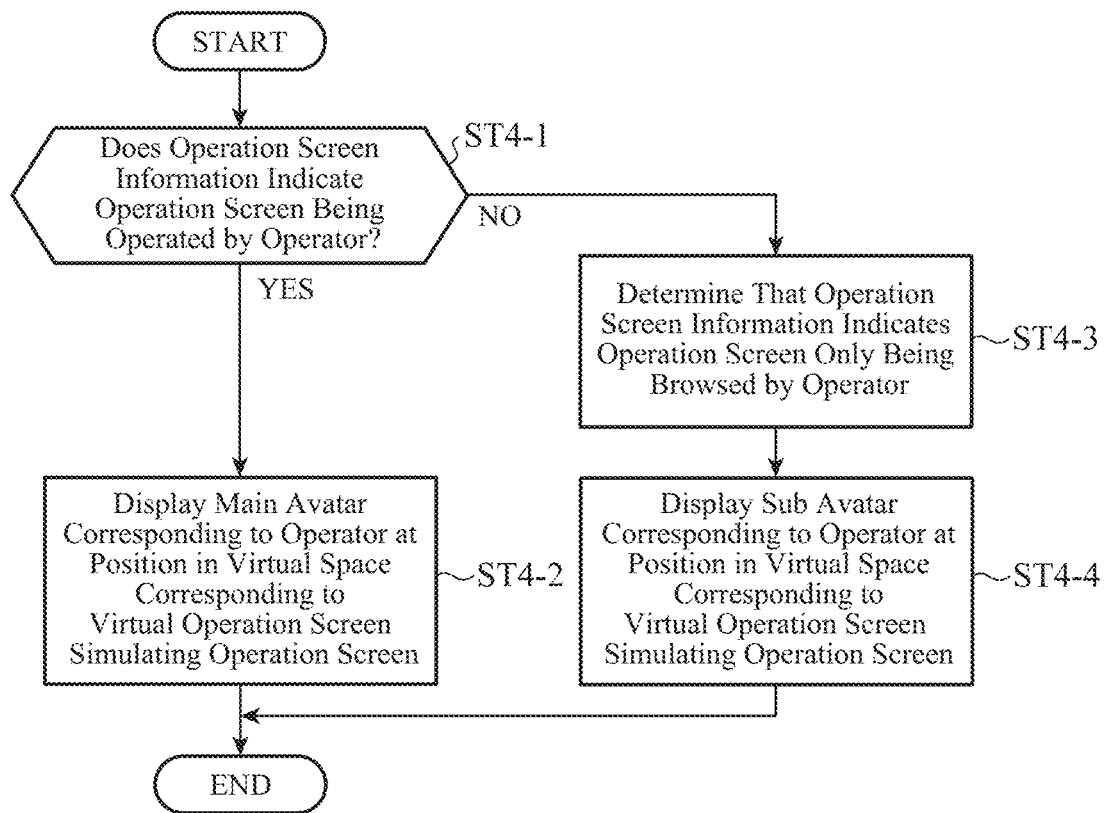 START
Does Operation Screen
Information Indicate
Operation Screen Being
Operated by Operator?
ST4-1
NO
YES
Determine That Operation
Screen Information Indicates
Operation Screen Only Being
Browsed by Operator
ST4-3
Display Main Avatar
Corresponding to Operator at
Position in Virtual Space
Corresponding to
Virtual Operation Screen
Simulating Operation Screen
ST4-2
Display Sub Avatar
Corresponding to Operator at
Position in Virtual Space
Corresponding to
Virtual Operation Screen
Simulating Operation Screen
ST4-4
END